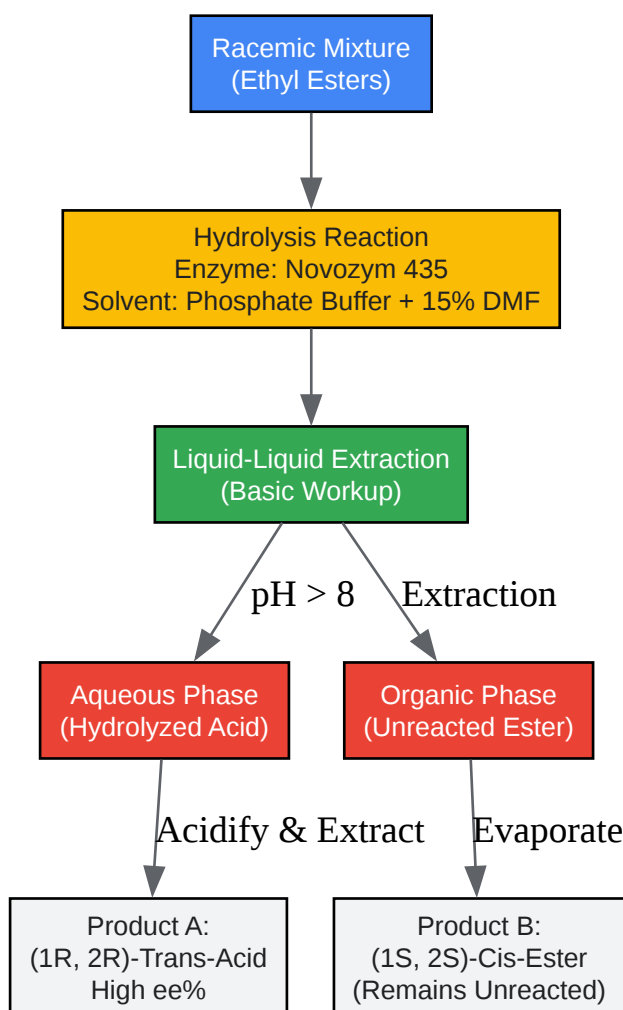 Racemic Mixture
(Ethyl Esters)
Hydrolysis Reaction
Enzyme: Novozym 435
Solvent: Phosphate Buffer + 15% DMF
Liquid-Liquid Extraction
(Basic Workup)
pH > 8
Extraction
Aqueous Phase
(Hydrolyzed Acid)
Organic Phase
(Unreacted Ester)
Acidify & Extract
Evaporate
Product A:
(1R, 2R)-Trans-Acid
High ee%
Product B:
(1S, 2S)-Cis-Ester
(Remains Unreacted)